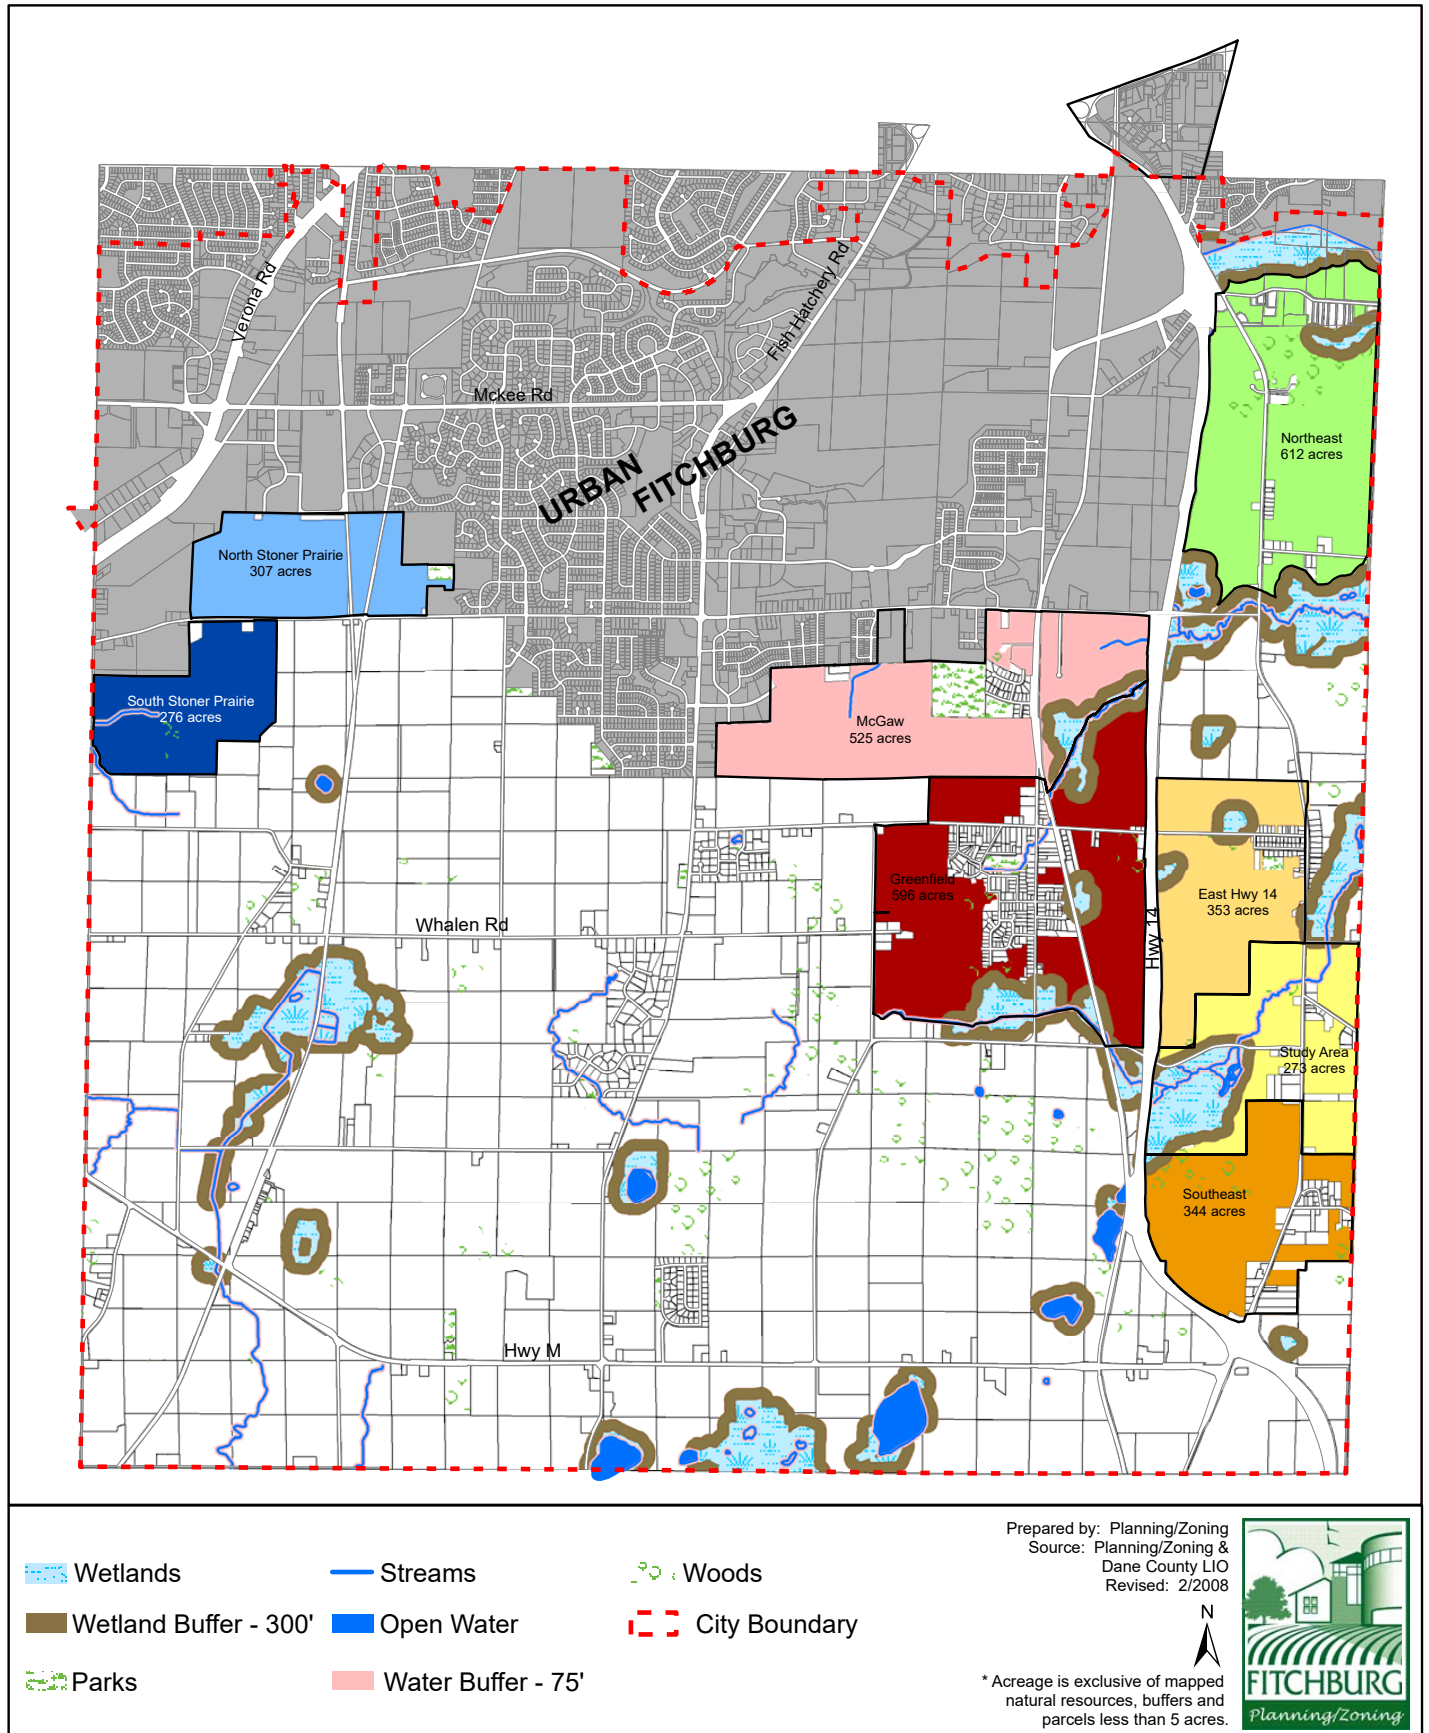 Verona Rd
Fish Hatchery Rd
Mckee Rd
URBAN
FITCHBURG
Northeast
612 acres
North Stoner Prairie
307 acres
South Stoner Prairie
276 acres
McGaw
525 acres
Greenfield
596 acres
East Hwy 14
353 acres
Whalen Rd
Hwy 14
Study Area
273 acres
Southeast
344 acres
Hwy M
Wetlands
Streams
Woods
Wetland Buffer - 300'
Open Water
City Boundary
Parks
Water Buffer - 75'
Prepared by: Planning/Zoning
Source: Planning/Zoning &
Dane County LIO
Revised: 2/2008
N
* Acreage is exclusive of mapped
natural resources, buffers and
parcels less than 5 acres.
FITCHBURG
Planning/Zoning